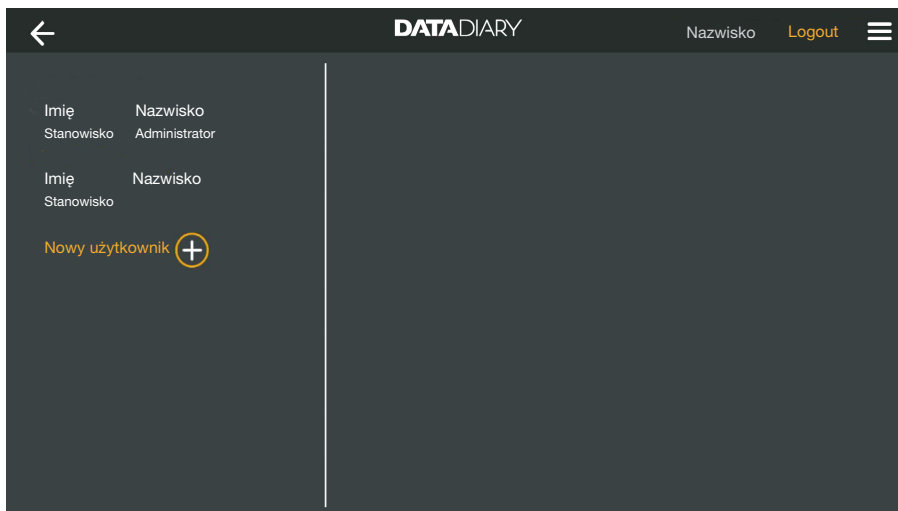 DATADIARY
Nazwisko Logout
Imię Nazwisko
Stanowisko Administrator
Imię Nazwisko
Stanowisko
Nowy użytkownik